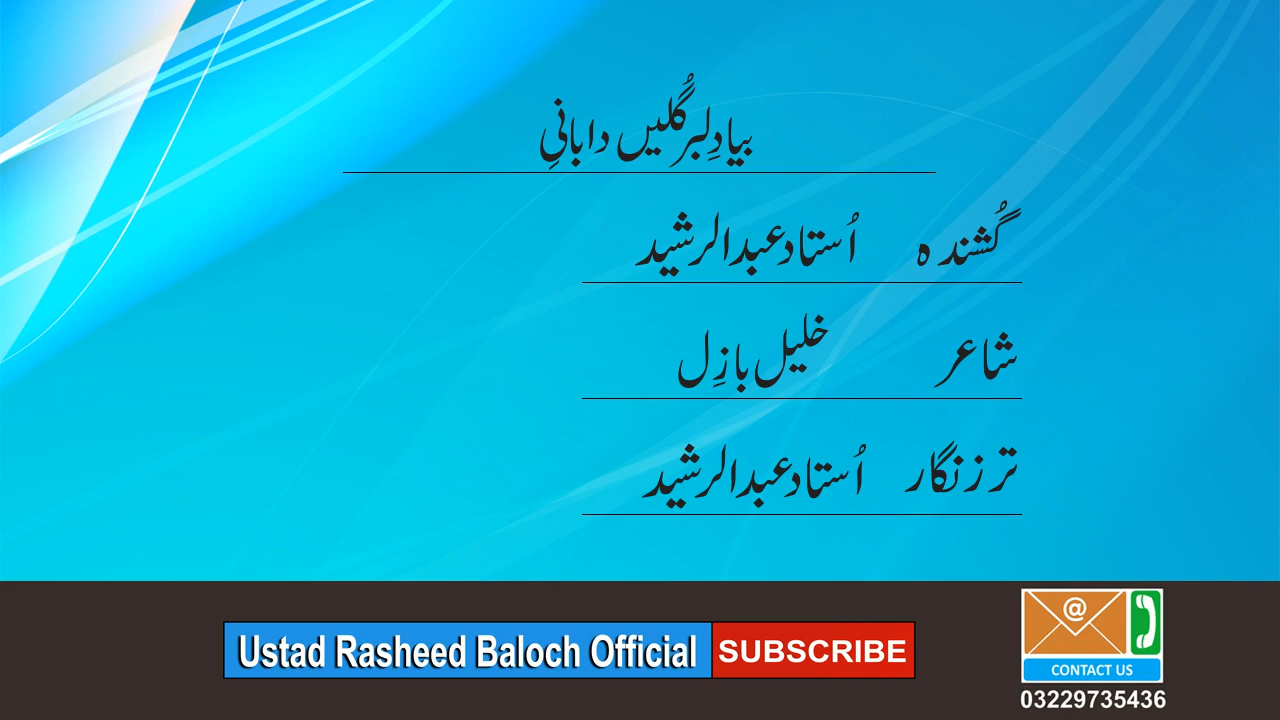 بیا دِلبر گُلیں دابانیِ
گُشندہ اُستاد عبدالرشید
شاعر خلیل بازِل
ترزنگار اُستاد عبدالرشید
Ustad Rasheed Baloch Official SUBSCRIBE
@
CONTACT US
03229735436